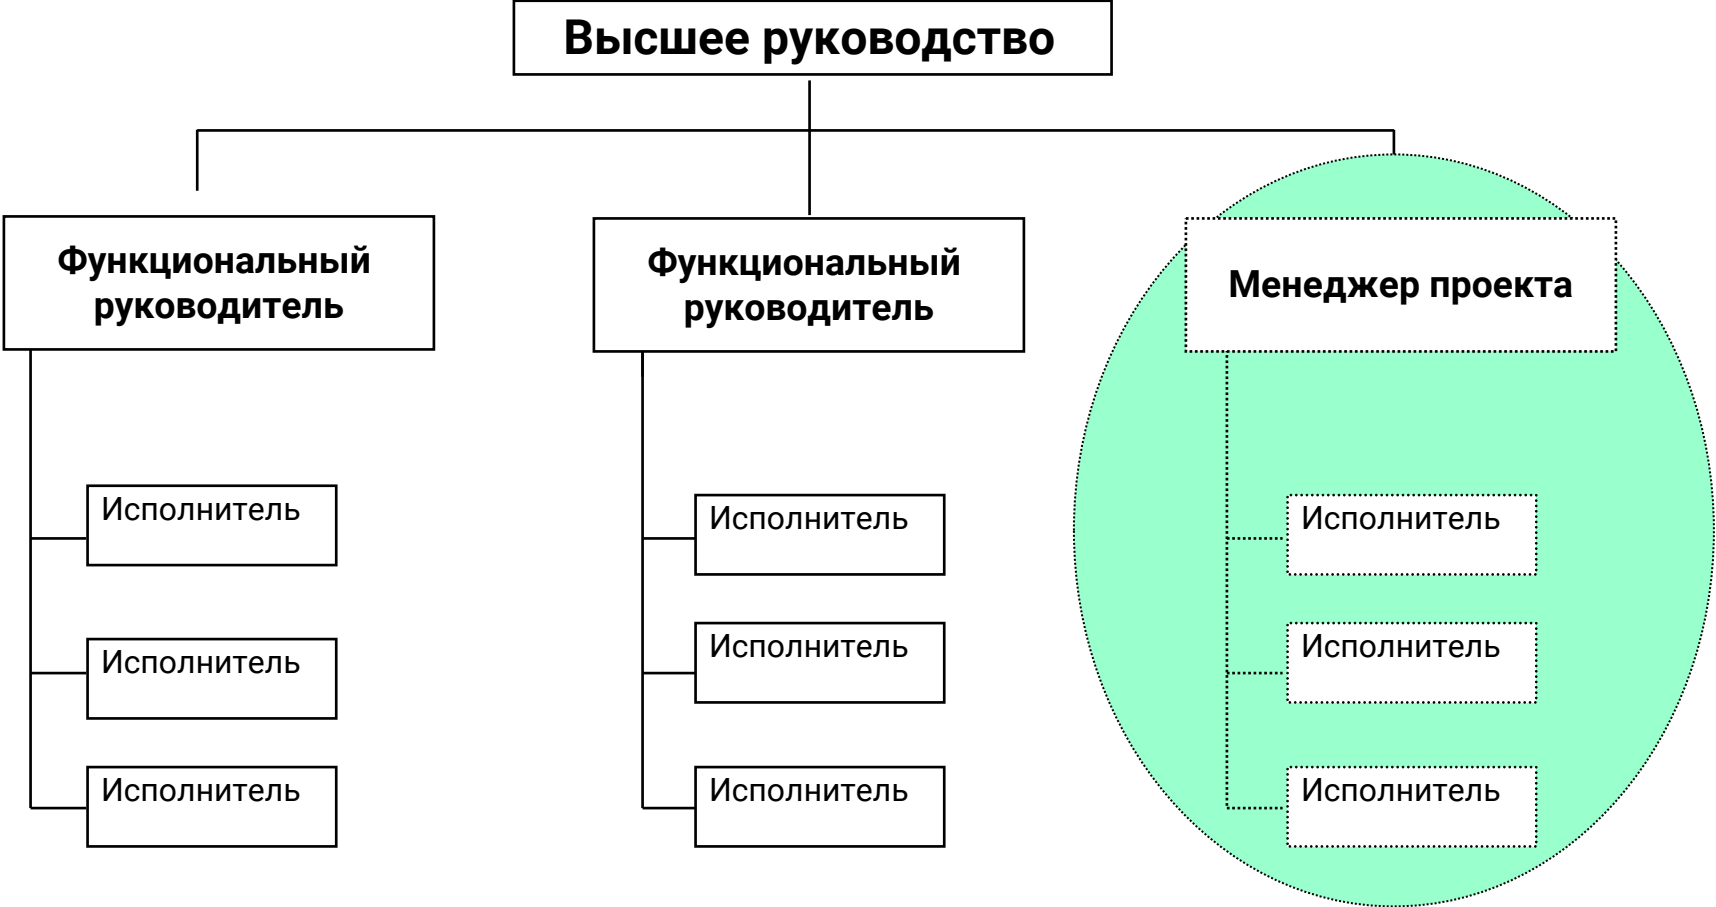 Высшее руководство
Функциональный
руководитель
Функциональный
руководитель
Менеджер проекта
Исполнитель
Исполнитель
Исполнитель
Исполнитель
Исполнитель
Исполнитель
Исполнитель
Исполнитель
Исполнитель